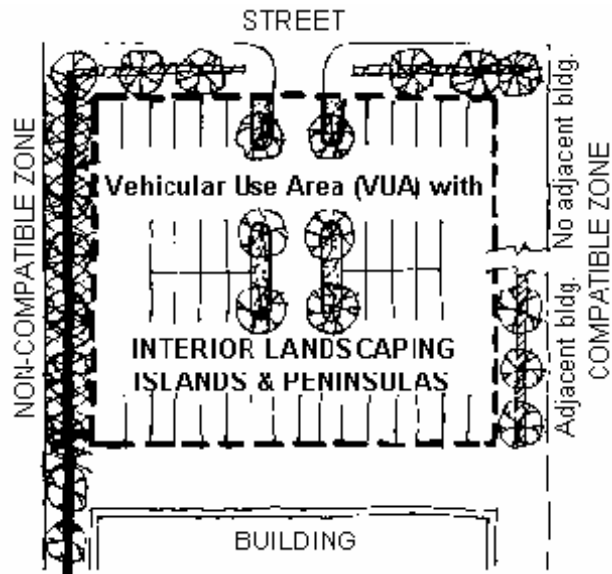 STREET
NON-COMPATIBLE ZONE
Vehicular Use Area (VUA) with
INTERIOR LANDSCAPING
ISLANDS & PENINSULAS
No adjacent bldg.
Adjacent bldg.
COMPATIBLE ZONE
BUILDING